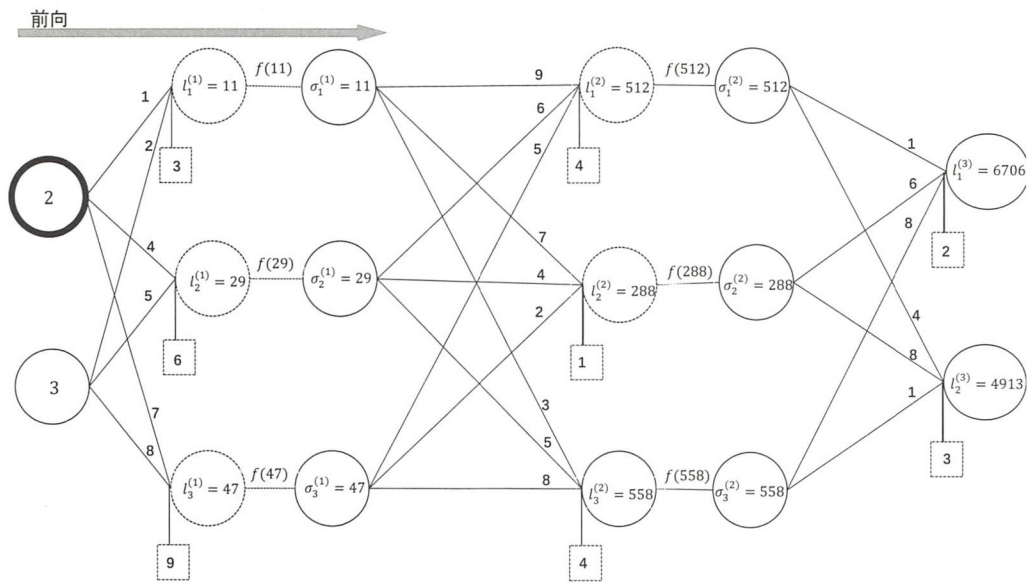 前向
l₁⁽¹⁾ = 11
f(11)
σ₁⁽¹⁾ = 11
9
l₁⁽²⁾ = 512
f(512)
σ₁⁽²⁾ = 512
1
2
3
6
5
4
1
l₁⁽³⁾ = 6706
6
8
2
2
4
l₂⁽¹⁾ = 29
f(29)
σ₂⁽¹⁾ = 29
7
4
2
l₂⁽²⁾ = 288
f(288)
σ₂⁽²⁾ = 288
5
6
1
4
8
1
l₂⁽³⁾ = 4913
3
3
7
8
l₃⁽¹⁾ = 47
f(47)
σ₃⁽¹⁾ = 47
3
5
8
l₃⁽²⁾ = 558
f(558)
σ₃⁽²⁾ = 558
9
4